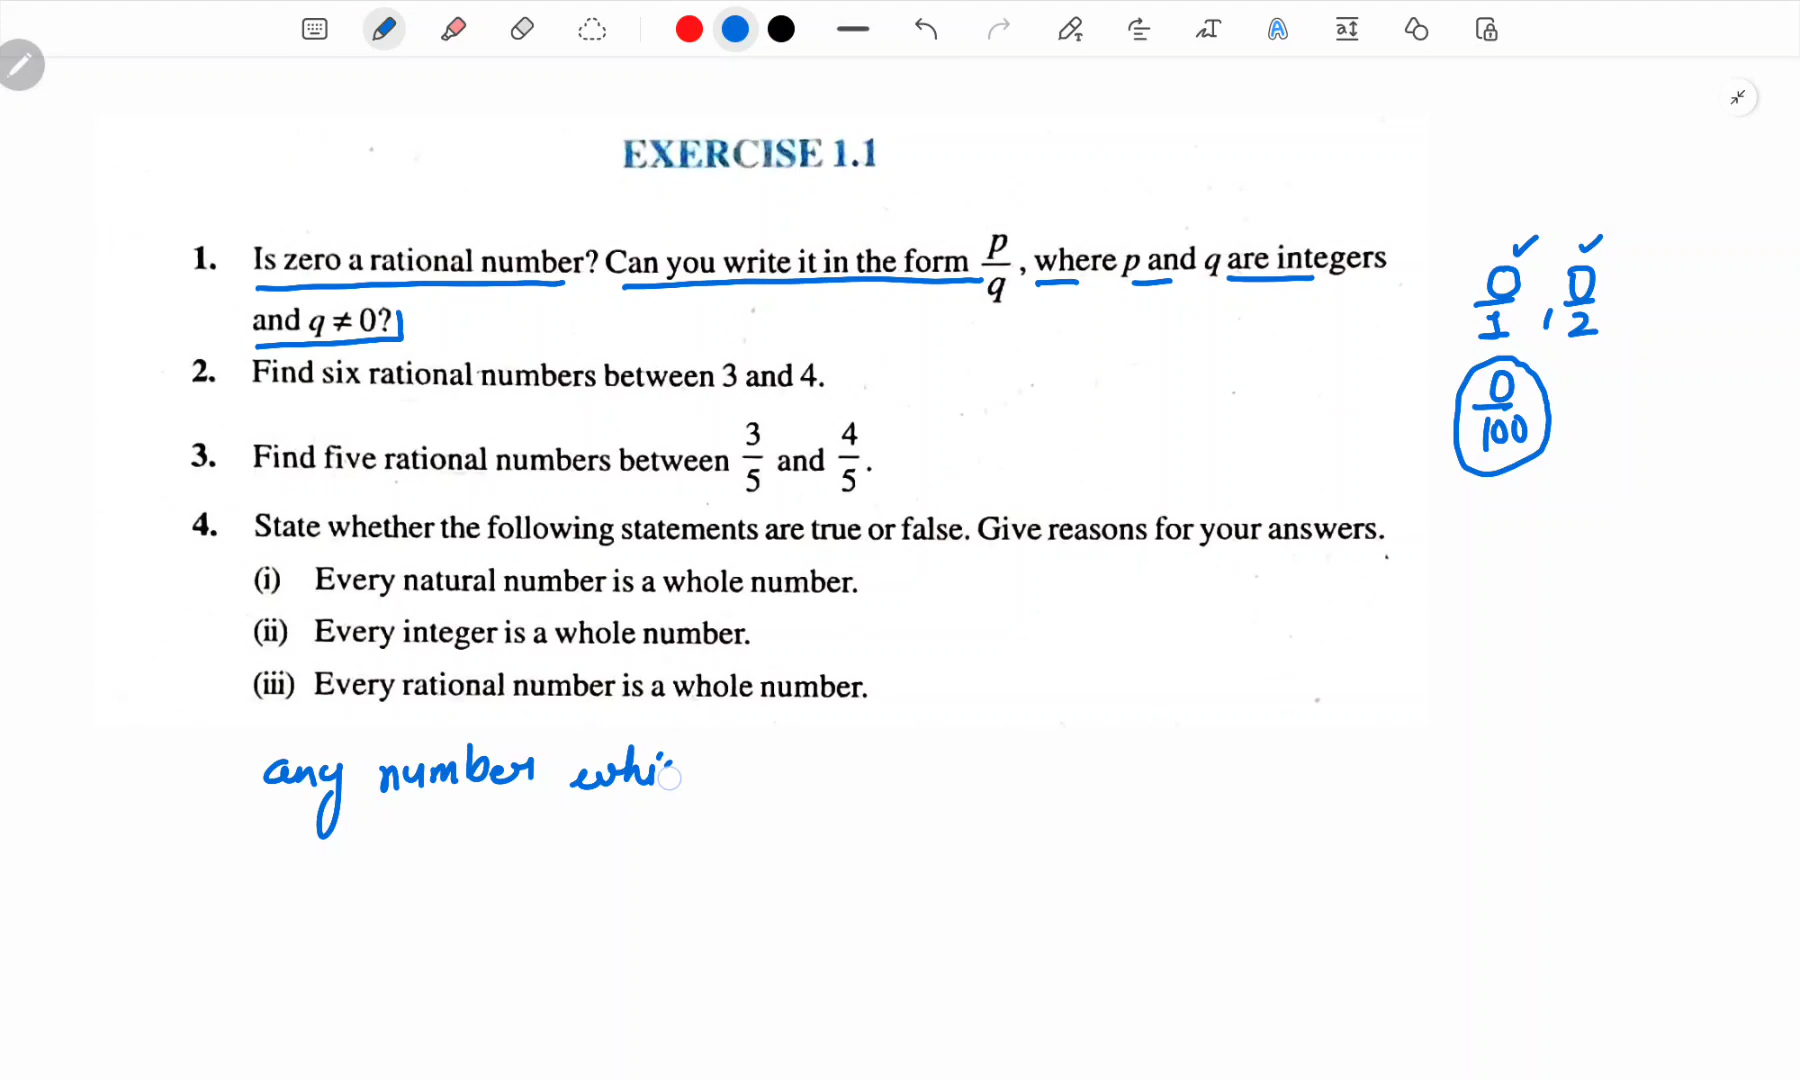 EXERCISE 1.1
1. Is zero a rational number? Can you write it in the form p/q, where p and q are integers
and q ≠ 0?
2. Find six rational numbers between 3 and 4.
3. Find five rational numbers between 3/5 and 4/5.
4. State whether the following statements are true or false. Give reasons for your answers.
(i) Every natural number is a whole number.
(ii) Every integer is a whole number.
(iii) Every rational number is a whole number.
0/1, 0/2
0/100
any number whi